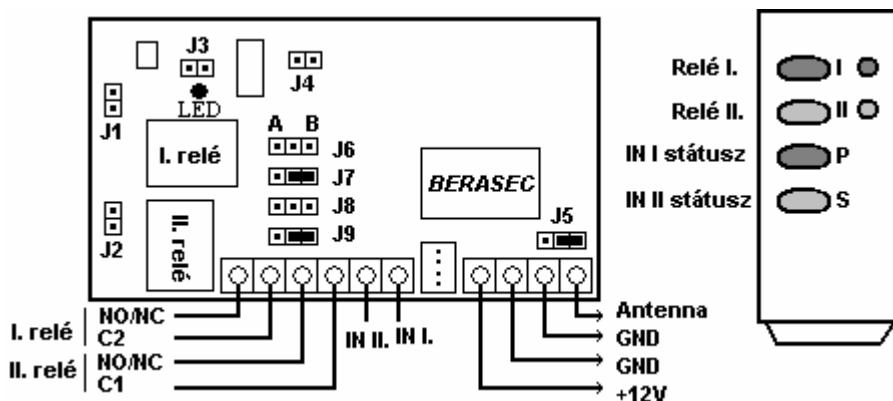 J3
J4
J1
LED
A B
I. relé
J6
J7
J8
J9
BERASEC
J5
J2
II. relé
I. relé
NO/NC
C2
II. relé
NO/NC
C1
IN II.
IN I.
Antenna
GND
GND
+12V
Relé I.
I
Relé II.
II
IN I státusz
P
IN II státusz
S